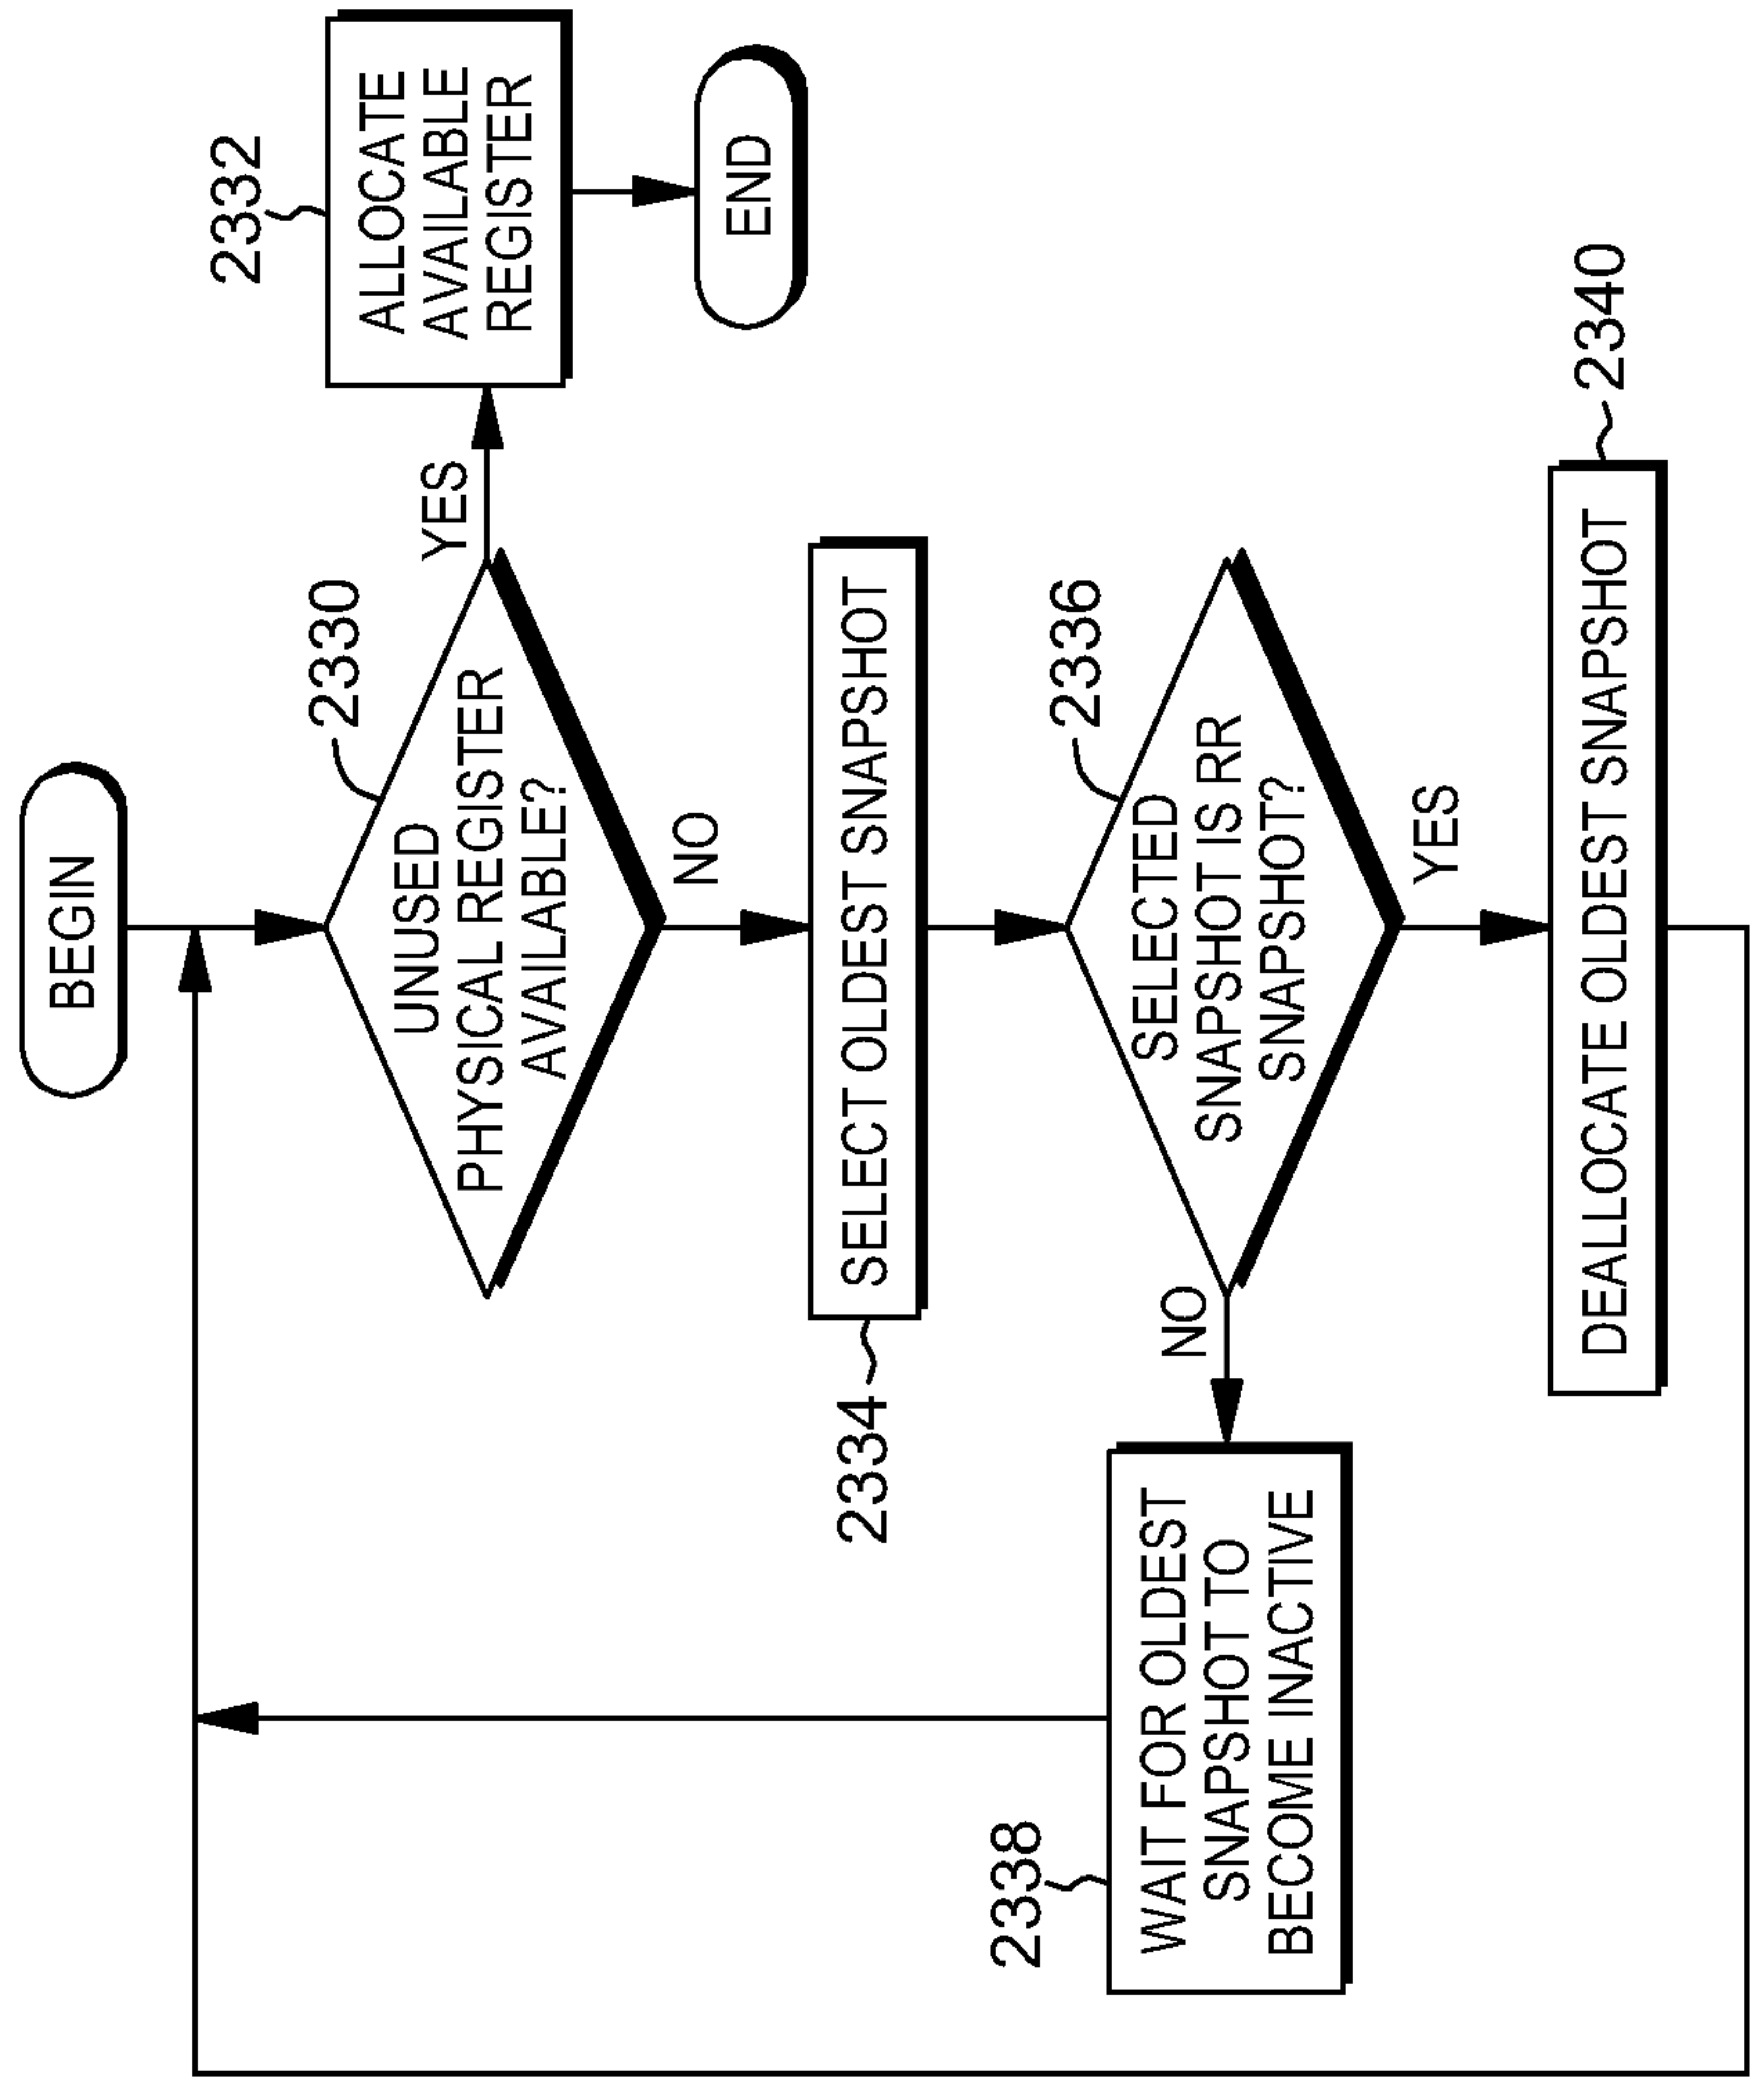 BEGIN
2330
UNUSED
PHYSICAL REGISTER
AVAILABLE?
YES
2332
ALLOCATE
AVAILABLE
REGISTER
END
NO
2334
SELECT OLDEST SNAPSHOT
2336
SELECTED
SNAPSHOT IS RR
SNAPSHOT?
NO
2338
WAIT FOR OLDEST
SNAPSHOT TO
BECOME INACTIVE
YES
2340
DEALLOCATE OLDEST SNAPSHOT